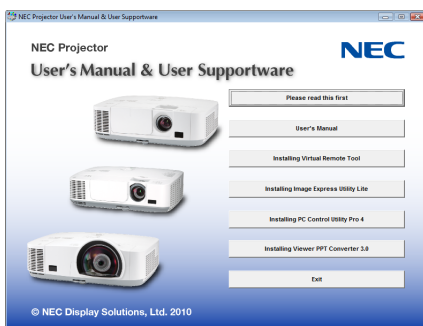 NEC Projector User's Manual & User Supportware
NEC Projector
NEC
User's Manual & User Supportware
Please read this first
User's Manual
Installing Virtual Remote Tool
Installing Image Express Utility Lite
Installing PC Control Utility Pro 4
Installing Viewer PPT Converter 3.0
Exit
© NEC Display Solutions, Ltd. 2010